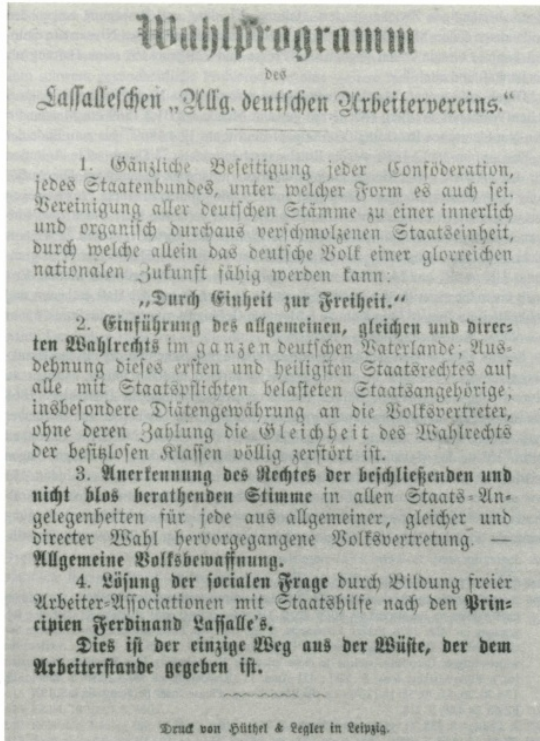 Wahlprogramm
des
Lassalleschen „Allg. deutschen Arbeitervereins.“
1. Gänzliche Beseitigung jeder Conföderation,
jedes Staatenbundes, unter welcher Form es auch sei.
Vereinigung aller deutschen Stämme zu einer innerlich
und organisch durchaus verschmolzenen Staatseinheit,
durch welche allein das deutsche Volk einer glorreichen
nationalen Zukunft fähig werden kann:
„Durch Einheit zur Freiheit.“
2. Einführung des allgemeinen, gleichen und direc-
ten Wahlrechts im ganzen deutschen Vaterlande; Aus-
dehnung dieses ersten und heiligsten Staatsrechtes auf
alle mit Staatspflichten belasteten Staatsangehörige;
insbesondere Diätengewährung an die Volksvertreter,
ohne deren Zahlung die Gleichheit des Wahlrechts
der besitzlosen Klassen völlig zerstört ist.
3. Anerkennung des Rechtes der beschließenden und
nicht blos berathenden Stimme in allen Staats-An-
gelegenheiten für jede aus allgemeiner, gleicher und
directer Wahl hervorgegangene Volksvertretung. —
Allgemeine Volksbewaffnung.
4. Lösung der socialen Frage durch Bildung freier
Arbeiter-Associationen mit Staatshilfe nach den Prin-
cipien Ferdinand Lassalle's.
Dies ist der einzige Weg aus der Wüste, der dem
Arbeiterstande gegeben ist.
Druck von Hüthel & Legler in Leipzig.